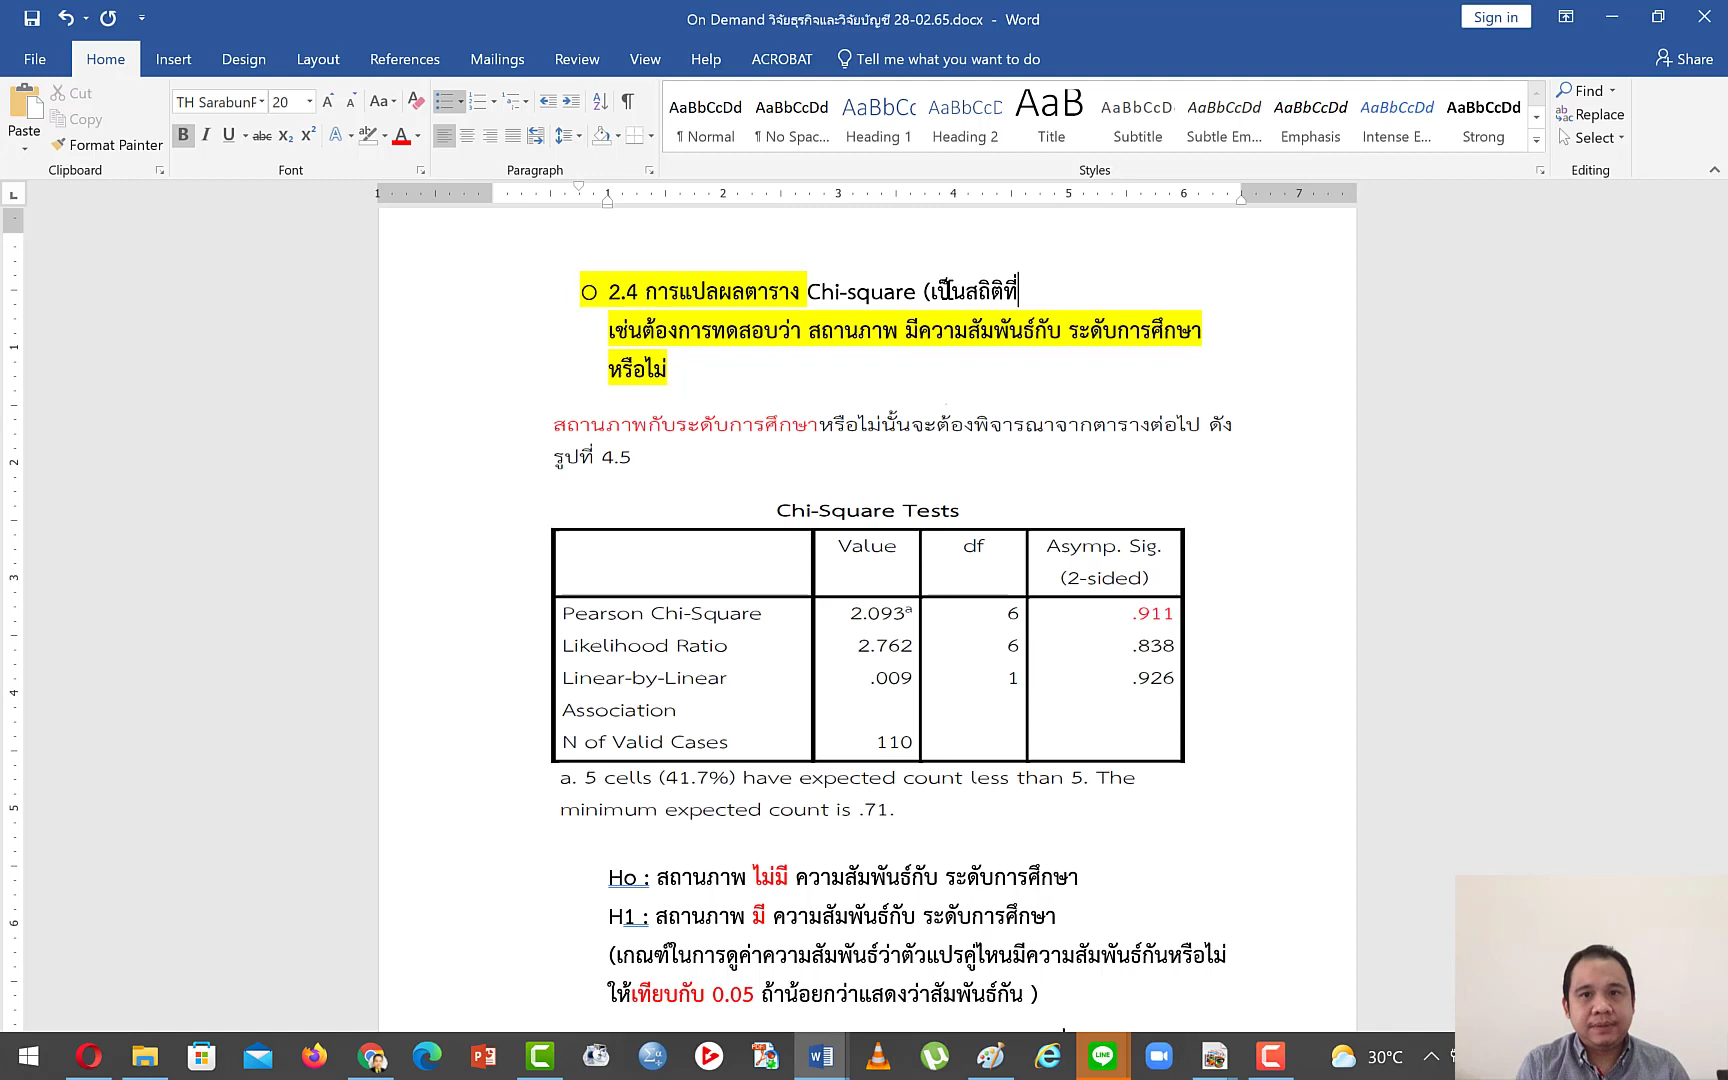 On Demand วิจัยธุรกิจและวิจัยบัญชี 28-02.65.docx - Word
Sign in
File Home Insert Design Layout References Mailings Review View Help ACROBAT Tell me what you want to do Share
Paste
Cut
Copy
Format Painter
Clipboard
TH SarabunP 20
Font
Paragraph
AaBbCcDd AaBbCcDd AaBbCc AaBbCcD AaB AaBbCcD AaBbCcDd AaBbCcDd AaBbCcDd AaBbCcDd
¶ Normal ¶ No Spac... Heading 1 Heading 2 Title Subtitle Subtle Em... Emphasis Intense E... Strong
Styles
Find
Replace
Select
Editing
1 1 2 3 4 5 6 7
1
2
3
4
5
6
2.4 การแปลผลตาราง Chi-square (เป็นสถิติที่
เช่นต้องการทดสอบว่า สถานภาพ มีความสัมพันธ์กับ ระดับการศึกษา
หรือไม่
สถานภาพกับระดับการศึกษาหรือไม่นั้นจะต้องพิจารณาจากตารางต่อไป ดัง
รูปที่ 4.5
Chi-Square Tests
Value df Asymp. Sig. (2-sided)
Pearson Chi-Square 2.093a 6 .911
Likelihood Ratio 2.762 6 .838
Linear-by-Linear .009 1 .926
Association
N of Valid Cases 110
a. 5 cells (41.7%) have expected count less than 5. The
minimum expected count is .71.
Ho : สถานภาพ ไม่มี ความสัมพันธ์กับ ระดับการศึกษา
H1 : สถานภาพ มี ความสัมพันธ์กับ ระดับการศึกษา
(เกณฑ์ในการดูค่าความสัมพันธ์ว่าตัวแปรคู่ไหนมีความสัมพันธ์กันหรือไม่
ให้เทียบกับ 0.05 ถ้าน้อยกว่าแสดงว่าสัมพันธ์กัน )
30°C